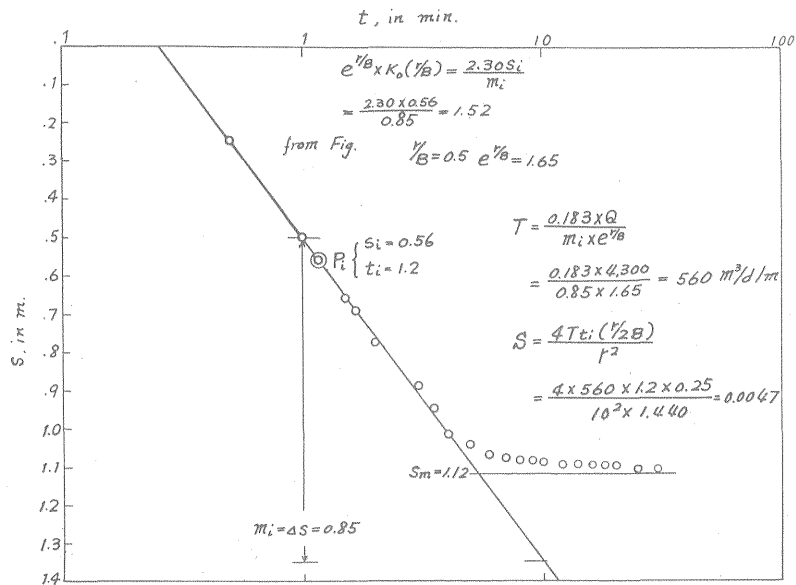 t, in min.
.1 1 10 100
e^r/B × K₀(r/B) = 2.30Si / mi
= 2.30×0.56 / 0.85 = 1.52
from Fig. r/B=0.5 e^r/B=1.65
.1
.2
.3
.5
.6
.7
.8
.9
1.0
1.1
1.2
1.3
1.4
S, in m.
Pi { Si=0.56
ti=1.2
T = 0.183×Q / mi×e^r/B
= 0.183×4,300 / 0.85×1.65 = 560 m³/d/m
S = 4Tti(r/2B) / r²
= 4×560×1.2×0.25 / 10²×1.440 = 0.0047
Sm=1.12
mi=ΔS=0.85